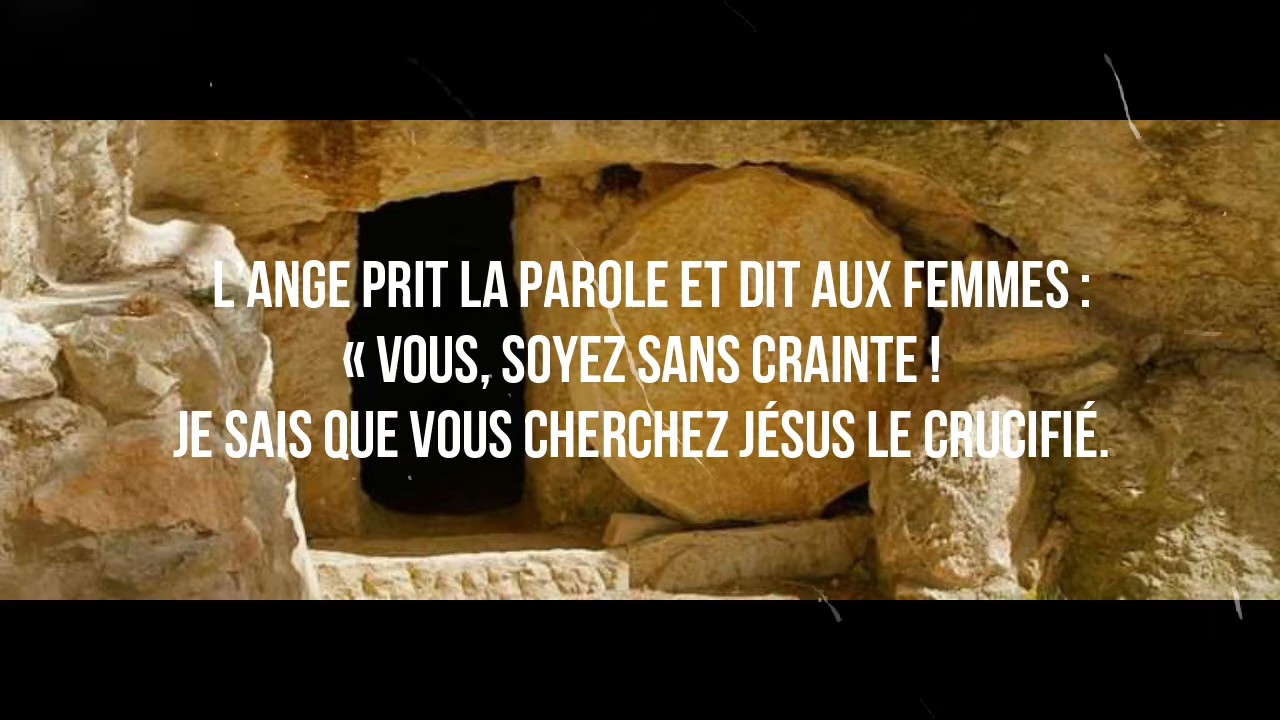 L'ANGE PRIT LA PAROLE ET DIT AUX FEMMES :
« VOUS, SOYEZ SANS CRAINTE !
JE SAIS QUE VOUS CHERCHEZ JÉSUS LE CRUCIFIÉ.